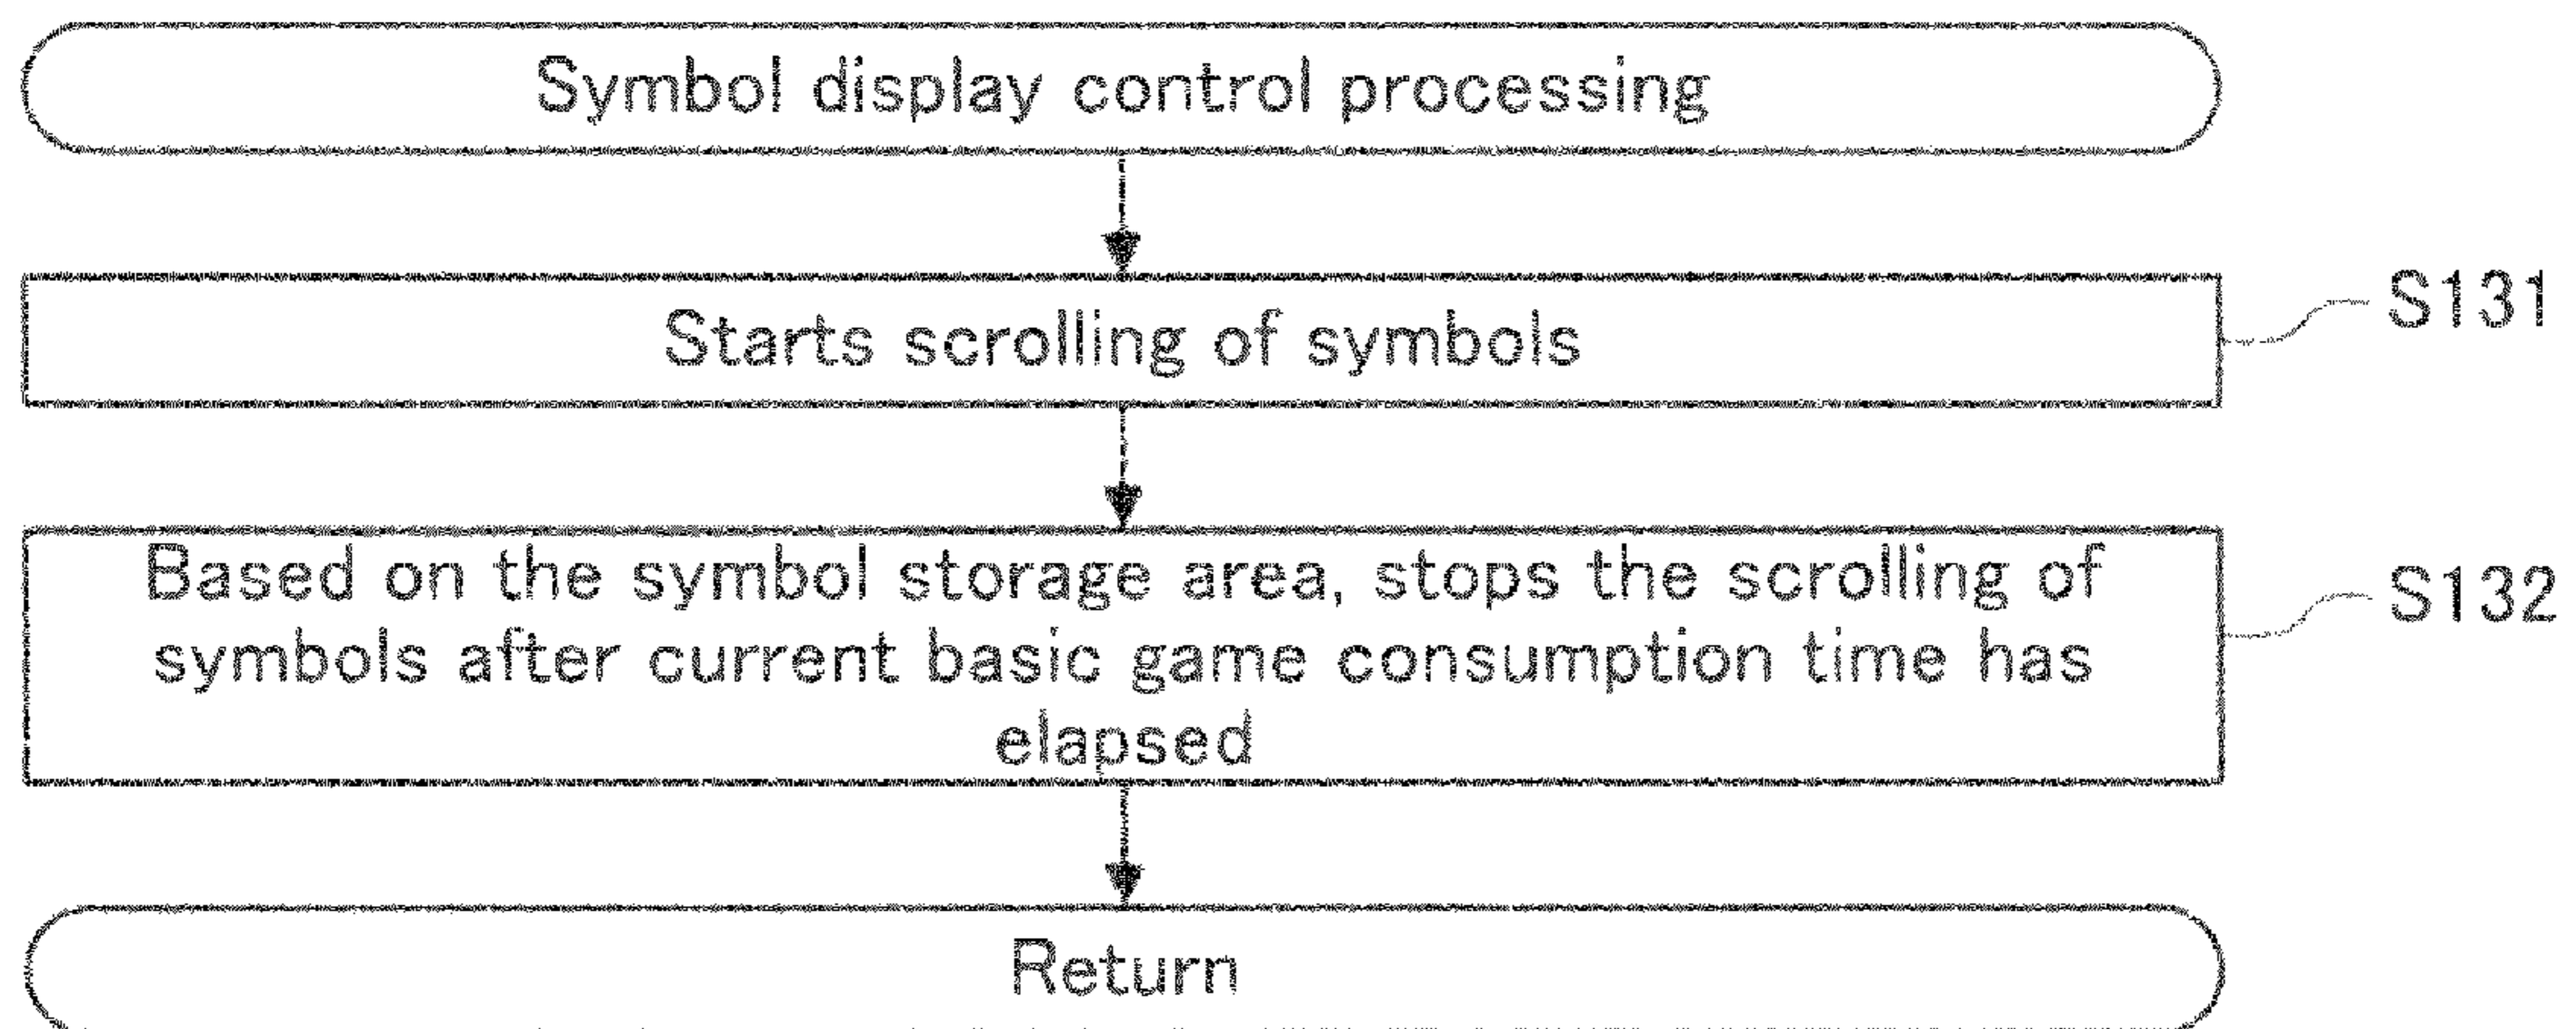 Symbol display control processing
Starts scrolling of symbols
S131
Based on the symbol storage area, stops the scrolling of
symbols after current basic game consumption time has
elapsed
S132
Return